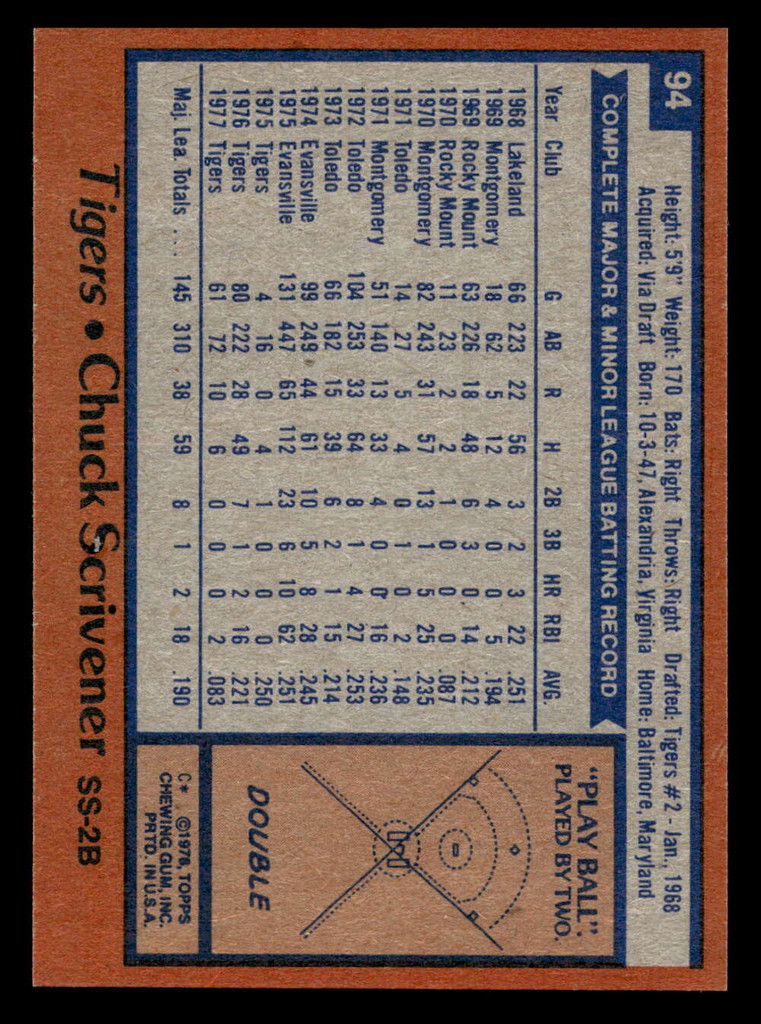 94
Height: 5'9" Weight: 170 Bats: Right Throws: Right Drafted: Tigers #2 - Jan., 1968
Acquired: Via Draft Born: 10-3-47, Alexandria, Virginia Home: Baltimore, Maryland
COMPLETE MAJOR & MINOR LEAGUE BATTING RECORD
Year Club G AB R H 2B 3B HR RBI AVG.
1968 Lakeland 66 223 22 56 3 2 3 22 .251
1969 Montgomery 18 62 5 12 4 0 0 5 .194
1969 Rocky Mount 63 226 18 48 6 3 0 14 .212
1970 Rocky Mount 11 23 2 2 1 0 0 0 .087
1970 Montgomery 82 243 31 57 13 1 5 25 .235
1971 Toledo 14 27 5 4 0 1 0 2 .148
1971 Montgomery 51 140 13 33 4 0 0 16 .236
1972 Toledo 104 253 33 64 8 1 4 27 .253
1973 Toledo 66 182 15 39 6 2 1 15 .214
1974 Evansville 99 249 44 61 10 5 8 28 .245
1975 Evansville 131 447 65 112 23 6 10 62 .251
1975 Tigers 4 16 0 4 1 0 0 0 .250
1976 Tigers 80 222 28 49 7 1 2 16 .221
1977 Tigers 61 72 10 6 0 0 0 2 .083
Maj. Lea. Totals .... 145 310 38 59 8 1 2 18 .190
"PLAY BALL":
PLAYED BY TWO.
DOUBLE
C* ©1978, TOPPS
CHEWING GUM, INC.
PRTD. IN U.S.A.
Tigers • Chuck Scrivener SS-2B